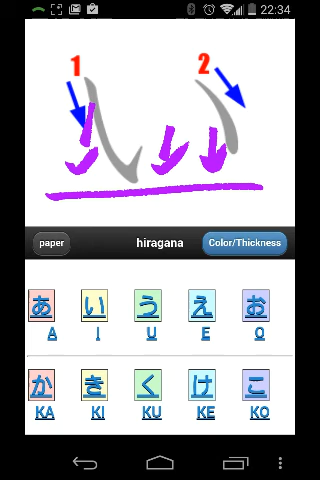 22:34
1 2
い
paper hiragana Color/Thickness
あ い う え お
A I U E O
か き く け こ
KA KI KU KE KO